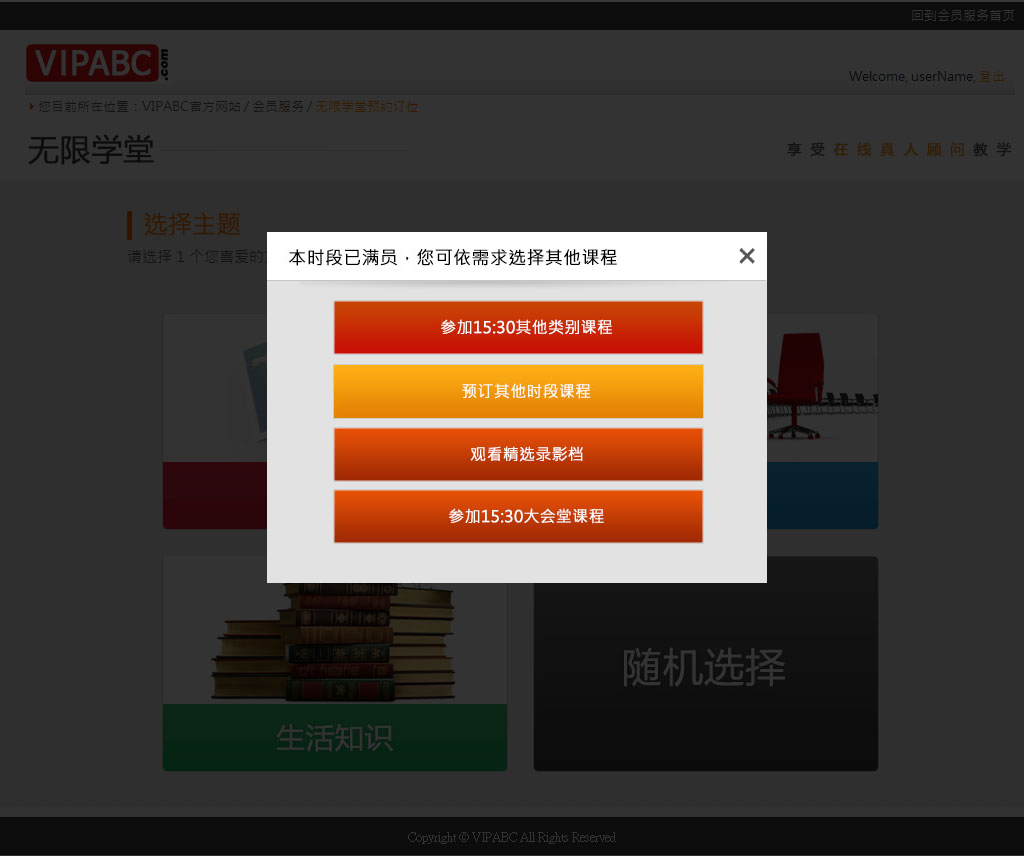 回到会员服务首页
VIPABC.com
Welcome, userName, 登出
您目前所在位置：VIPABC官方网站 / 会员服务 / 无限学堂预约订位
无限学堂
享受在线真人顾问教学
选择主题
请选择 1 个您喜爱的
本时段已满员，您可依需求选择其他课程
参加15:30其他类别课程
预订其他时段课程
观看精选录影档
参加15:30大会堂课程
生活知识
随机选择
Copyright © VIPABC All Rights Reserved